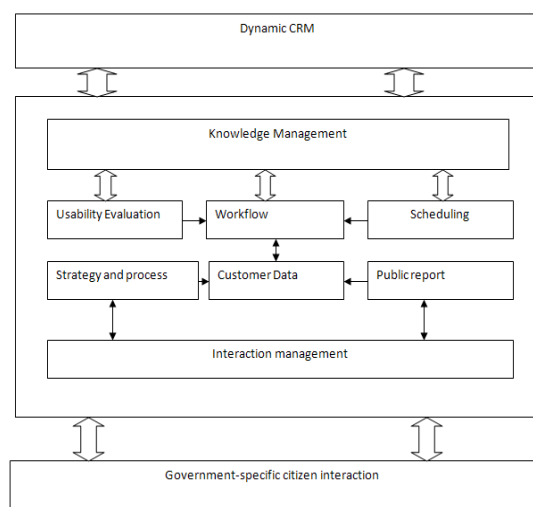 Dynamic CRM
Knowledge Management
Usability Evaluation
Workflow
Scheduling
Strategy and process
Customer Data
Public report
Interaction management
Government-specific citizen interaction